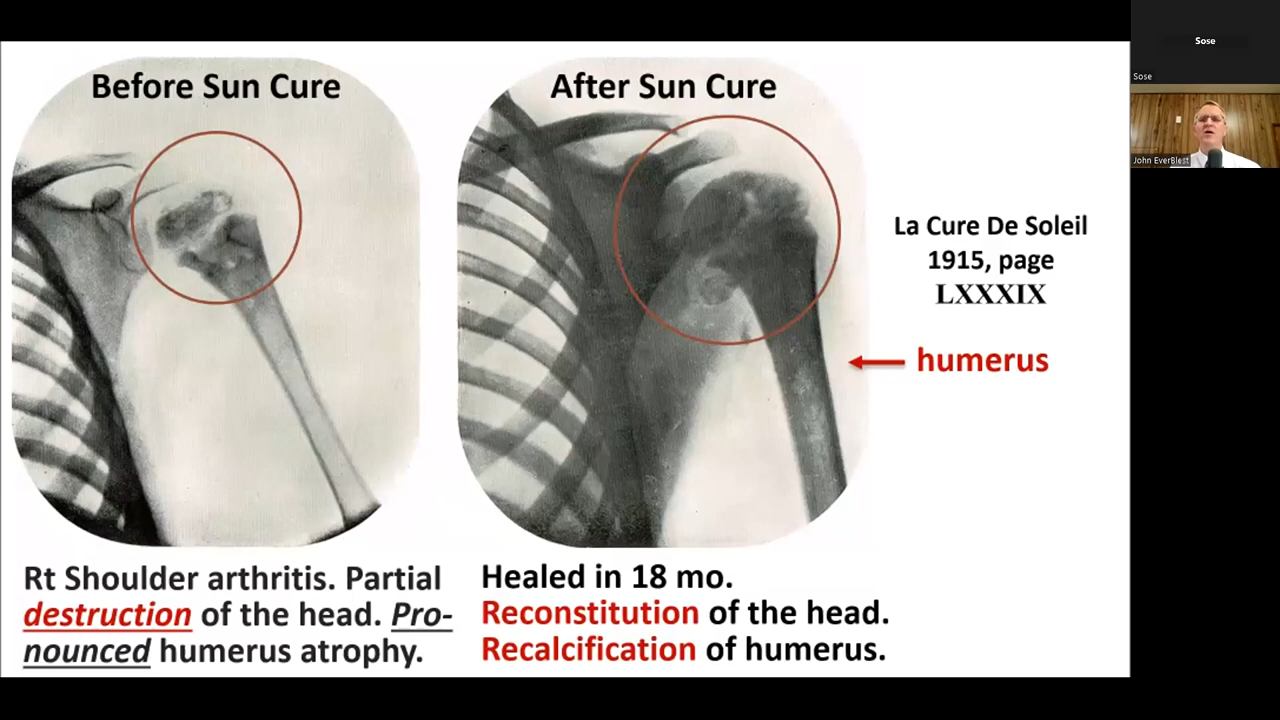 Before Sun Cure
After Sun Cure
La Cure De Soleil
1915, page
LXXXIX
humerus
Rt Shoulder arthritis. Partial
destruction of the head. Pro-
nounced humerus atrophy.
Healed in 18 mo.
Reconstitution of the head.
Recalcification of humerus.
Sose
Sose
John EverBlest